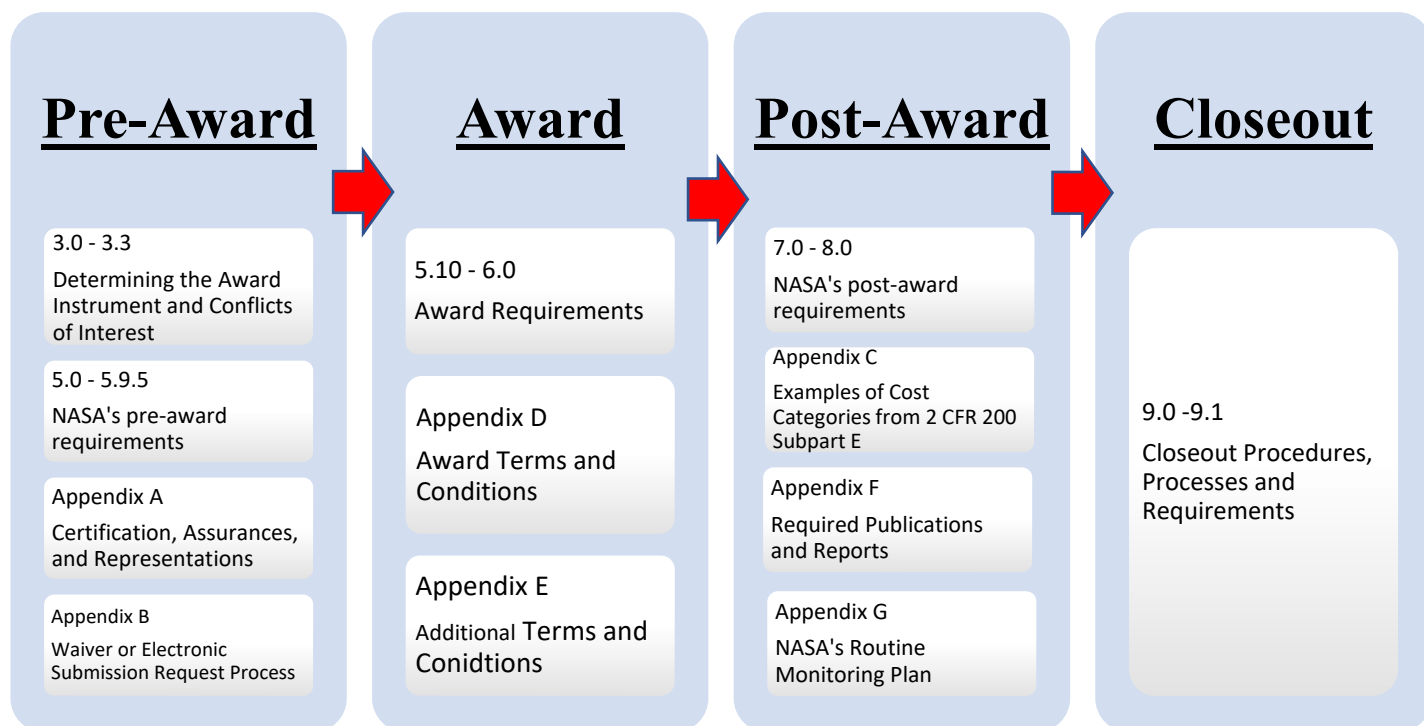 Pre-Award
3.0 - 3.3
Determining the Award
Instrument and Conflicts
of Interest
5.0 - 5.9.5
NASA's pre-award
requirements
Appendix A
Certification, Assurances,
and Representations
Appendix B
Waiver or Electronic
Submission Request Process
Award
5.10 - 6.0
Award Requirements
Appendix D
Award Terms and
Conditions
Appendix E
Additional Terms and
Conidtions
Post-Award
7.0 - 8.0
NASA's post-award
requirements
Appendix C
Examples of Cost
Categories from 2 CFR 200
Subpart E
Appendix F
Required Publications
and Reports
Appendix G
NASA's Routine
Monitoring Plan
Closeout
9.0 -9.1
Closeout Procedures,
Processes and
Requirements